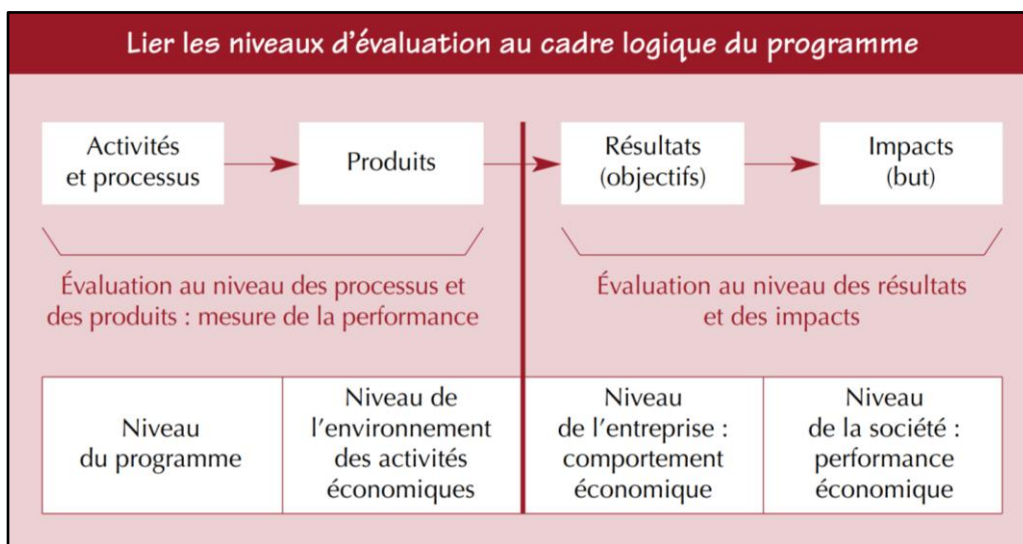 Lier les niveaux d'évaluation au cadre logique du programme
Activités
et processus
Produits
Résultats
(objectifs)
Impacts
(but)
Évaluation au niveau des processus et
des produits : mesure de la performance
Évaluation au niveau des résultats
et des impacts
Niveau
du programme
Niveau de
l'environnement
des activités
économiques
Niveau
de l'entreprise :
comportement
économique
Niveau
de la société :
performance
économique